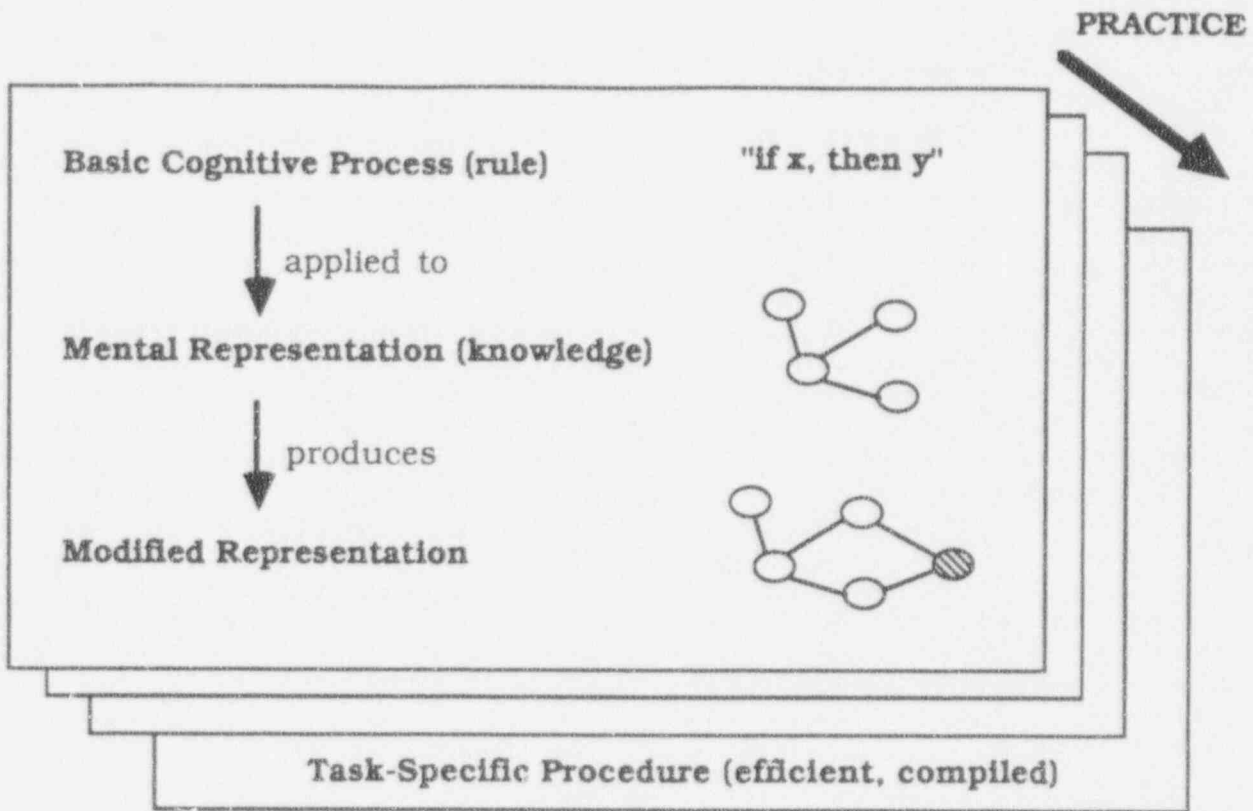 PRACTICE
Basic Cognitive Process (rule)
"if x, then y"
applied to
Mental Representation (knowledge)
produces
Modified Representation
Task-Specific Procedure (efficient, compiled)